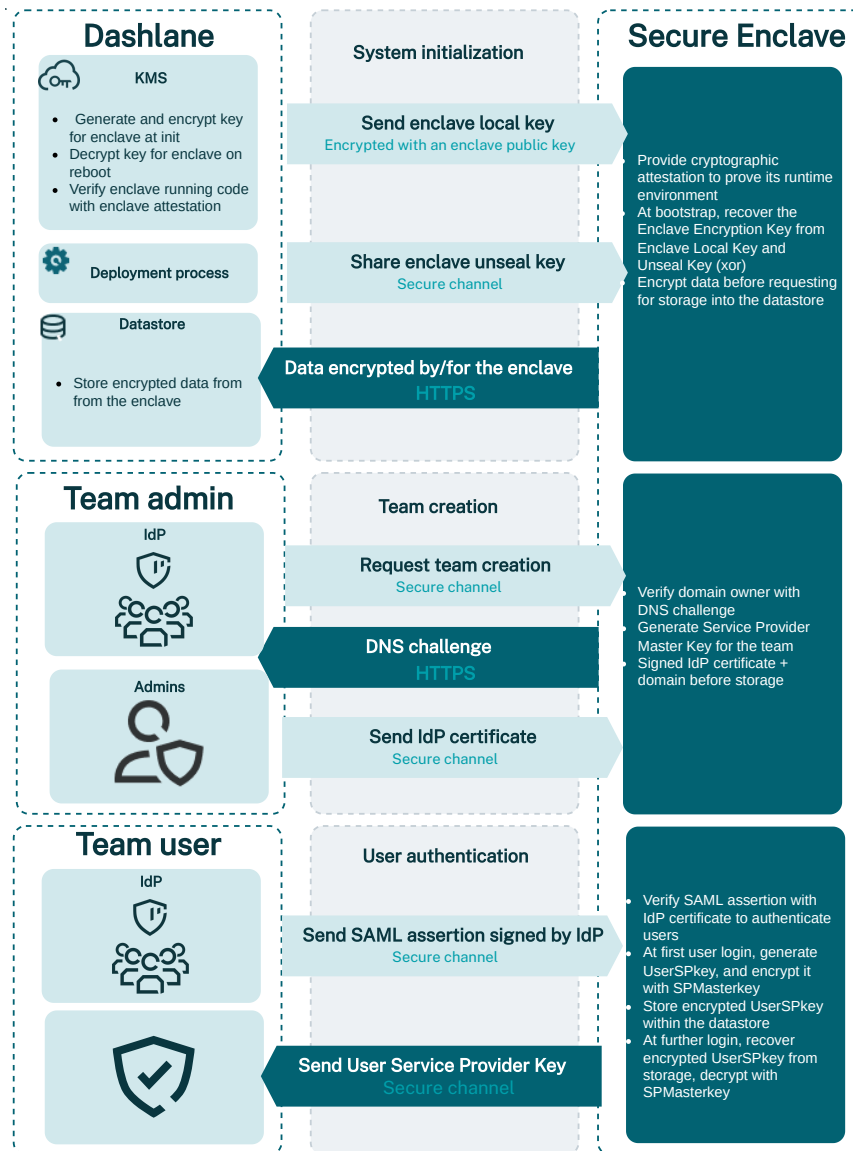 Dashlane
KMS
Generate and encrypt key
for enclave at init
Decrypt key for enclave on
reboot
Verify enclave running code
with enclave attestation
Deployment process
Datastore
Store encrypted data from
from the enclave
System initialization
Send enclave local key
Encrypted with an enclave public key
Share enclave unseal key
Secure channel
Data encrypted by/for the enclave
HTTPS
Secure Enclave
Provide cryptographic
attestation to prove its runtime
environment
At bootstrap, recover the
Enclave Encryption Key from
Enclave Local Key and
Unseal Key (xor)
Encrypt data before requesting
for storage into the datastore
Team admin
IdP
Admins
Team creation
Request team creation
Secure channel
DNS challenge
HTTPS
Send IdP certificate
Secure channel
Verify domain owner with
DNS challenge
Generate Service Provider
Master Key for the team
Signed IdP certificate +
domain before storage
Team user
IdP
User authentication
Send SAML assertion signed by IdP
Secure channel
Send User Service Provider Key
Secure channel
Verify SAML assertion with
IdP certificate to authenticate
users
At first user login, generate
UserSPkey, and encrypt it
with SPMasterkey
Store encrypted UserSPkey
within the datastore
At further login, recover
encrypted UserSPkey from
storage, decrypt with
SPMasterkey